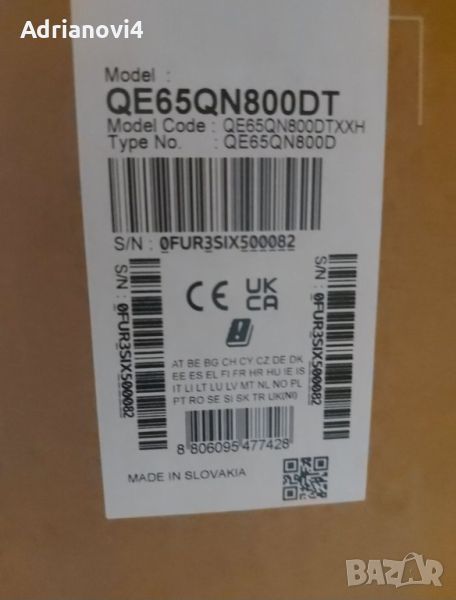 Adrianovi4
Model :
QE65QN800DT
Model Code : QE65QN800DTXXH
Type No. : QE65QN800D
S/N : 0FUR3SIX500082
S/N : 0FUR3SIX500082
S/N : 0FUR3SIX500082
CE UK
CA
AT BE BG CH CY CZ DE DK
EE ES EL FI FR HR HU IE IS
IT LI LT LU LV MT NL NO PL
PT RO SE SI SK TR UK(NI)
8 806095 477428
MADE IN SLOVAKIA
BAZAR